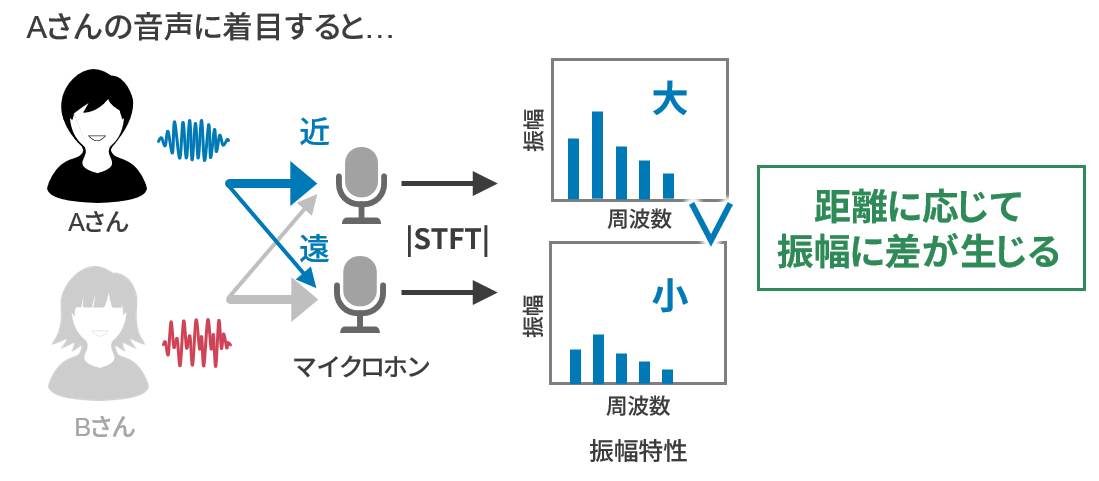 Aさんの音声に着目すると…
近
遠
Aさん
Bさん
マイクロホン
|STFT|
振幅
大
周波数
振幅
小
周波数
振幅特性
距離に応じて
振幅に差が生じる